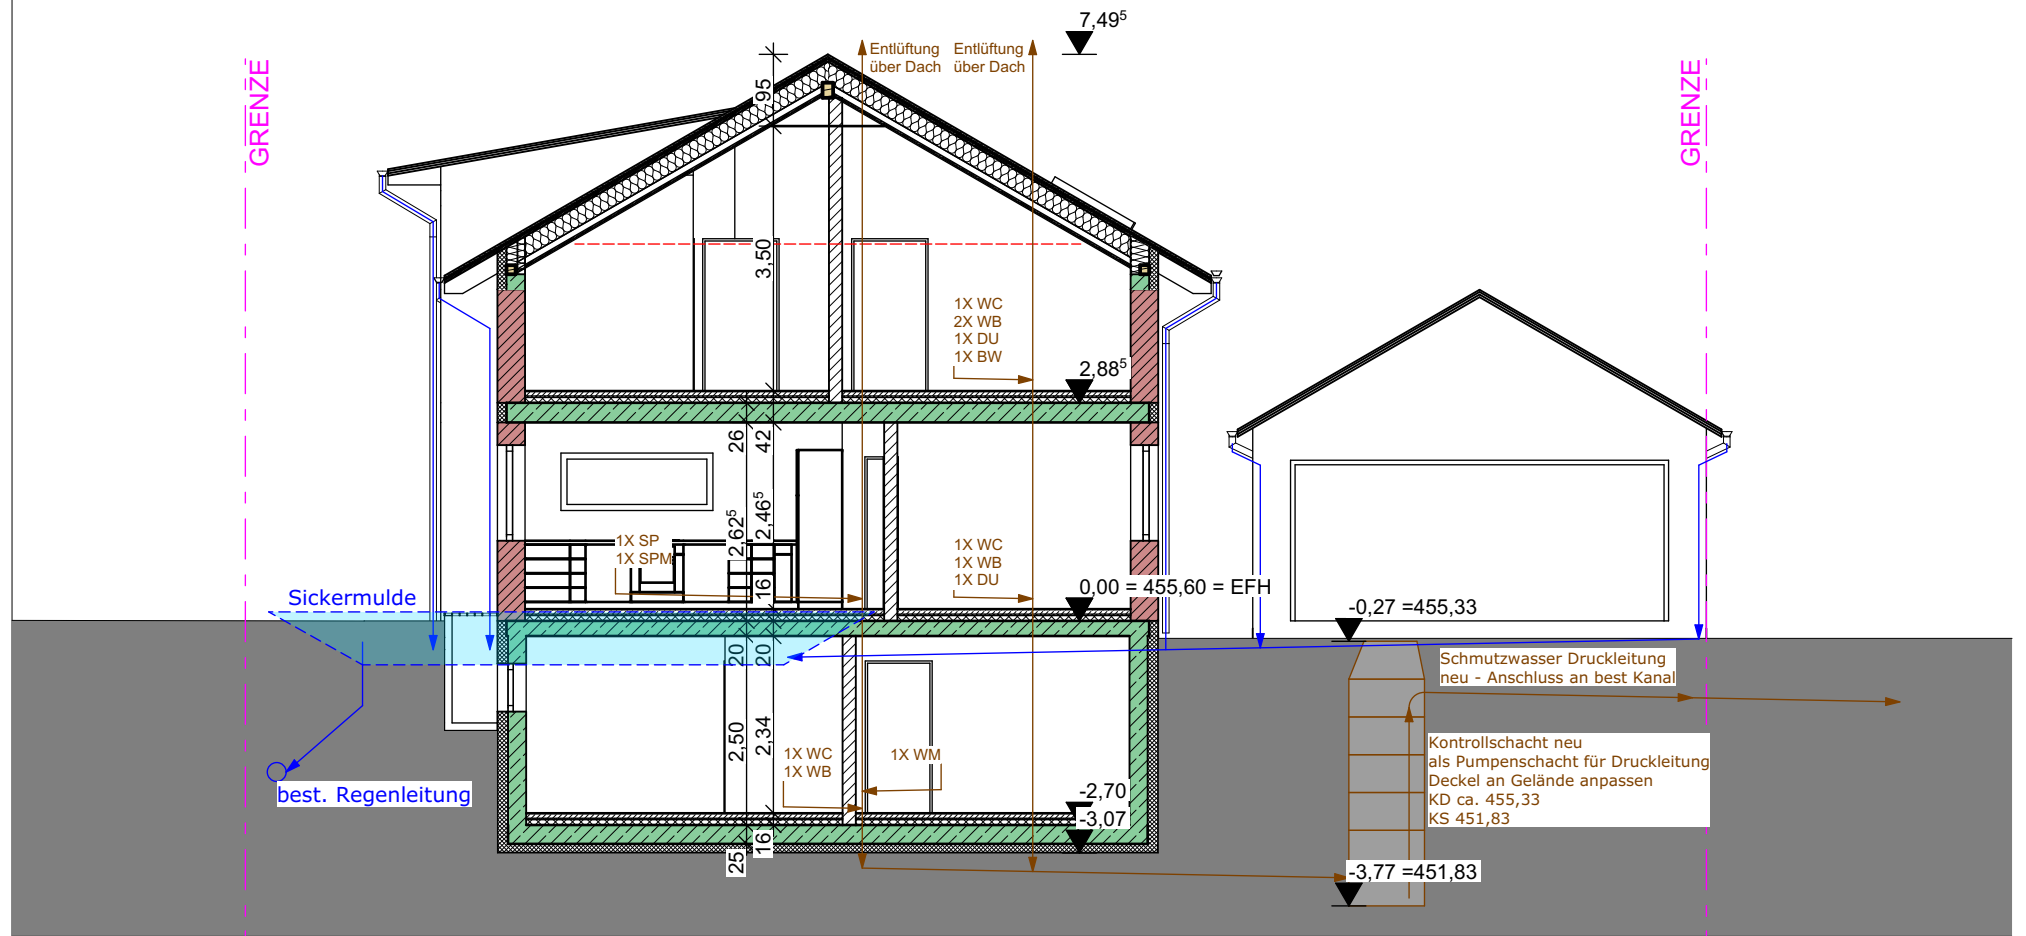 7,49⁵
Entlüftung
über Dach
Entlüftung
über Dach
GRENZE
GRENZE
95
3,50
1X WC
2X WB
1X DU
1X BW
2,88⁵
26
42
2,62⁵
2,46⁵
1X SP
1X SPM
1X WC
1X WB
1X DU
16
0,00 = 455,60 = EFH
Sickermulde
-0,27 =455,33
20
20
Schmutzwasser Druckleitung
neu - Anschluss an best Kanal
2,50
2,34
1X WC
1X WB
1X WM
Kontrollschacht neu
als Pumpenschacht für Druckleitung
Deckel an Gelände anpassen
KD ca. 455,33
KS 451,83
best. Regenleitung
-2,70
-3,07
25
16
-3,77 =451,83